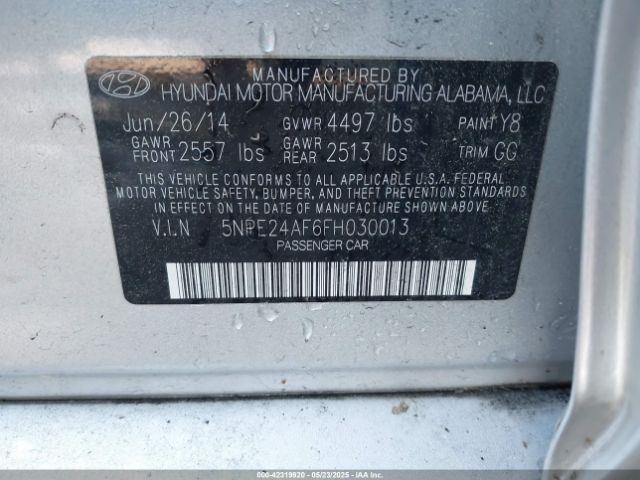 MANUFACTURED BY
HYUNDAI MOTOR MANUFACTURING ALABAMA, LLC
Jun/26/14 GVWR 4497 lbs PAINT Y8
GAWR FRONT 2557 lbs GAWR REAR 2513 lbs TRIM GG
THIS VEHICLE CONFORMS TO ALL APPLICABLE U.S.A. FEDERAL
MOTOR VEHICLE SAFETY, BUMPER, AND THEFT PREVENTION STANDARDS
IN EFFECT ON THE DATE OF MANUFACTURE SHOWN ABOVE.
V.I.N 5NPE24AF6FH030013
PASSENGER CAR
000-42319920 - 05/23/2025 - IAAI.COM